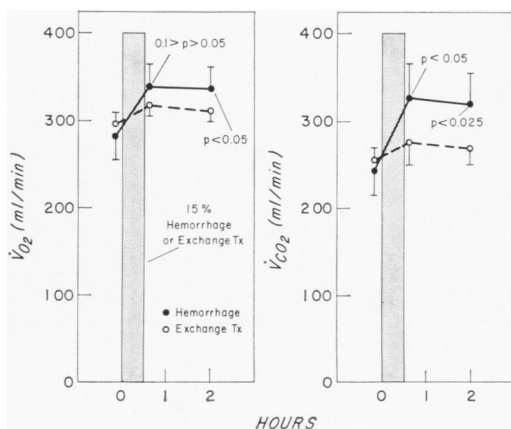 400
300
200
100
0
V̇O2 (ml/min)
0.1 > p > 0.05
p<0.05
15%
Hemorrhage
or Exchange Tx
● Hemorrhage
○ Exchange Tx
0 1 2
400
300
200
100
0
V̇CO2 (ml/min)
p < 0.05
p<0.025
0 1 2
HOURS